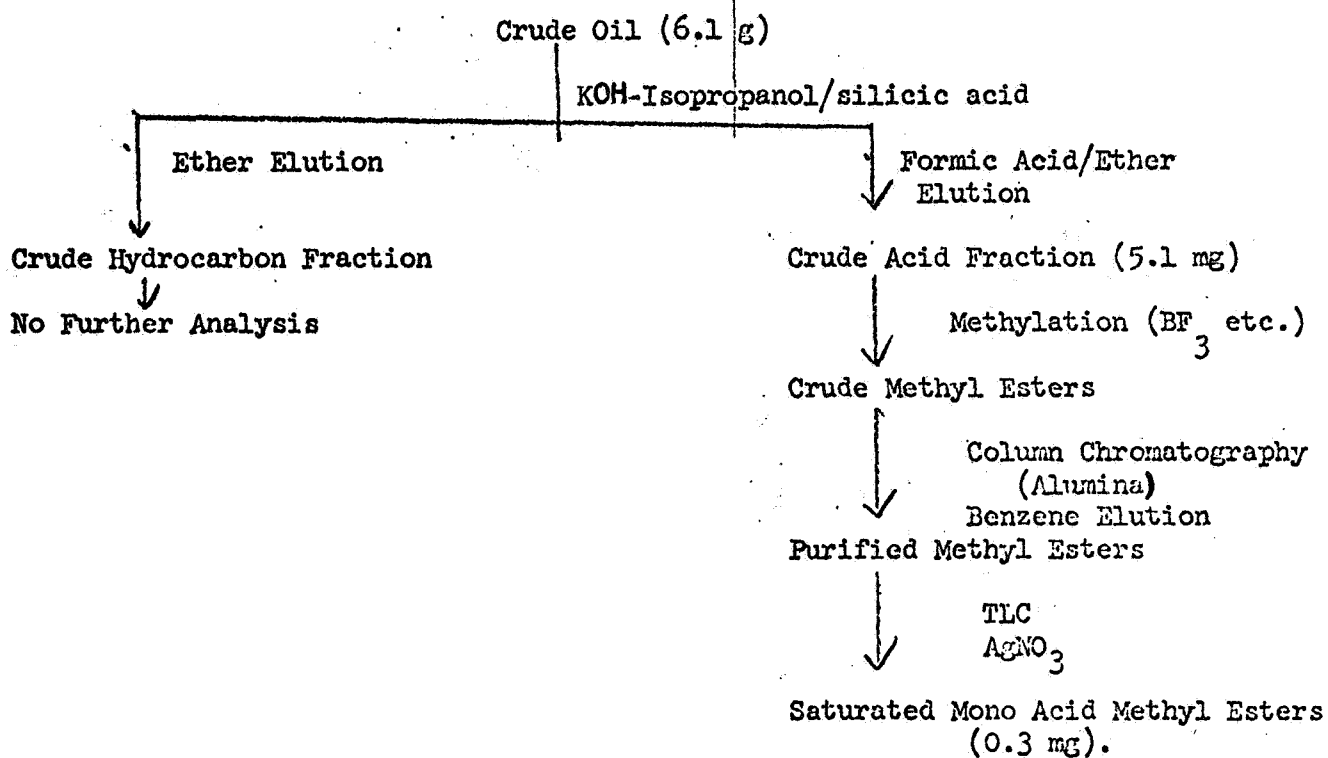 Crude Oil (6.1 g)
KOH-Isopropanol/silicic acid
Ether Elution
Formic Acid/Ether
Elution
Crude Hydrocarbon Fraction
Crude Acid Fraction (5.1 mg)
No Further Analysis
Methylation (BF3 etc.)
Crude Methyl Esters
Column Chromatography
(Alumina)
Benzene Elution
Purified Methyl Esters
TLC
AgNO3
Saturated Mono Acid Methyl Esters
(0.3 mg).